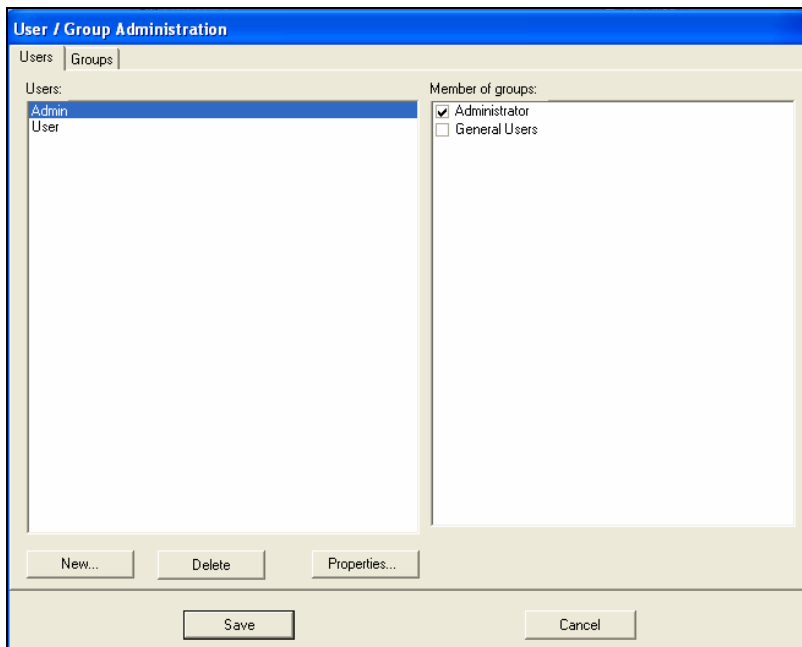 User / Group Administration
Users Groups
Users:
Admin
User
Member of groups:
Administrator
General Users
New... Delete Properties...
Save Cancel